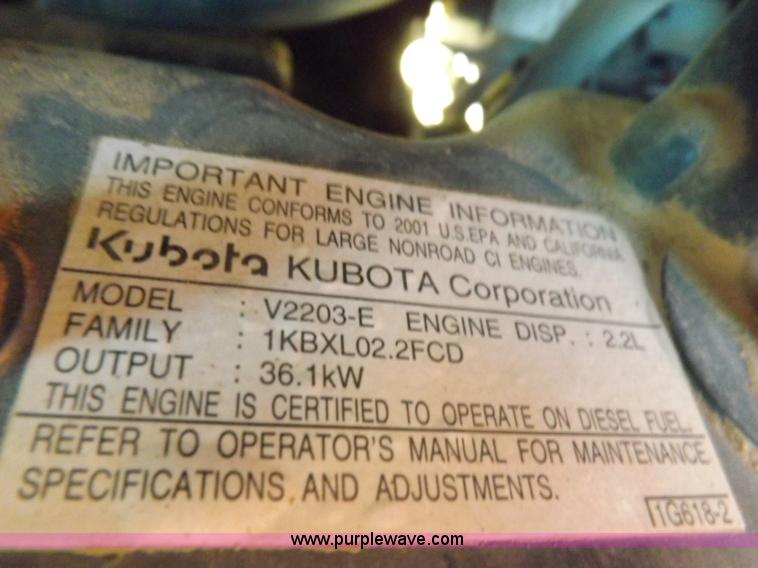 IMPORTANT ENGINE INFORMATION
THIS ENGINE CONFORMS TO 2001 U.S.EPA AND CALIFORNIA
REGULATIONS FOR LARGE NONROAD CI ENGINES.
Kubota KUBOTA Corporation
MODEL : V2203-E ENGINE DISP. : 2.2L
FAMILY : 1KBXL02.2FCD
OUTPUT : 36.1kW
THIS ENGINE IS CERTIFIED TO OPERATE ON DIESEL FUEL.
REFER TO OPERATOR'S MANUAL FOR MAINTENANCE
SPECIFICATIONS AND ADJUSTMENTS.
1G618-2
www.purplewave.com